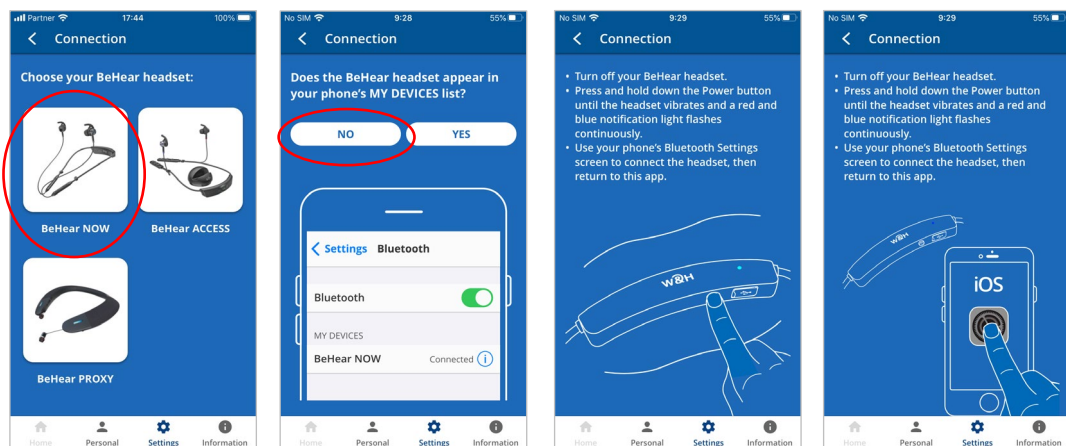 Partner 17:44 100%
Connection
Choose your BeHear headset:
BeHear NOW BeHear ACCESS
BeHear PROXY
Home Personal Settings Information
No SIM 9:28 55%
Connection
Does the BeHear headset appear in
your phone's MY DEVICES list?
NO YES
Settings Bluetooth
Bluetooth
MY DEVICES
BeHear NOW Connected i
Home Personal Settings Information
No SIM 9:29 55%
Connection
• Turn off your BeHear headset.
• Press and hold down the Power button
until the headset vibrates and a red and
blue notification light flashes
continuously.
• Use your phone's Bluetooth Settings
screen to connect the headset, then
return to this app.
W&H
Home Personal Settings Information
No SIM 9:29 55%
Connection
• Turn off your BeHear headset.
• Press and hold down the Power button
until the headset vibrates and a red and
blue notification light flashes
continuously.
• Use your phone's Bluetooth Settings
screen to connect the headset, then
return to this app.
W&H
iOS
Home Personal Settings Information